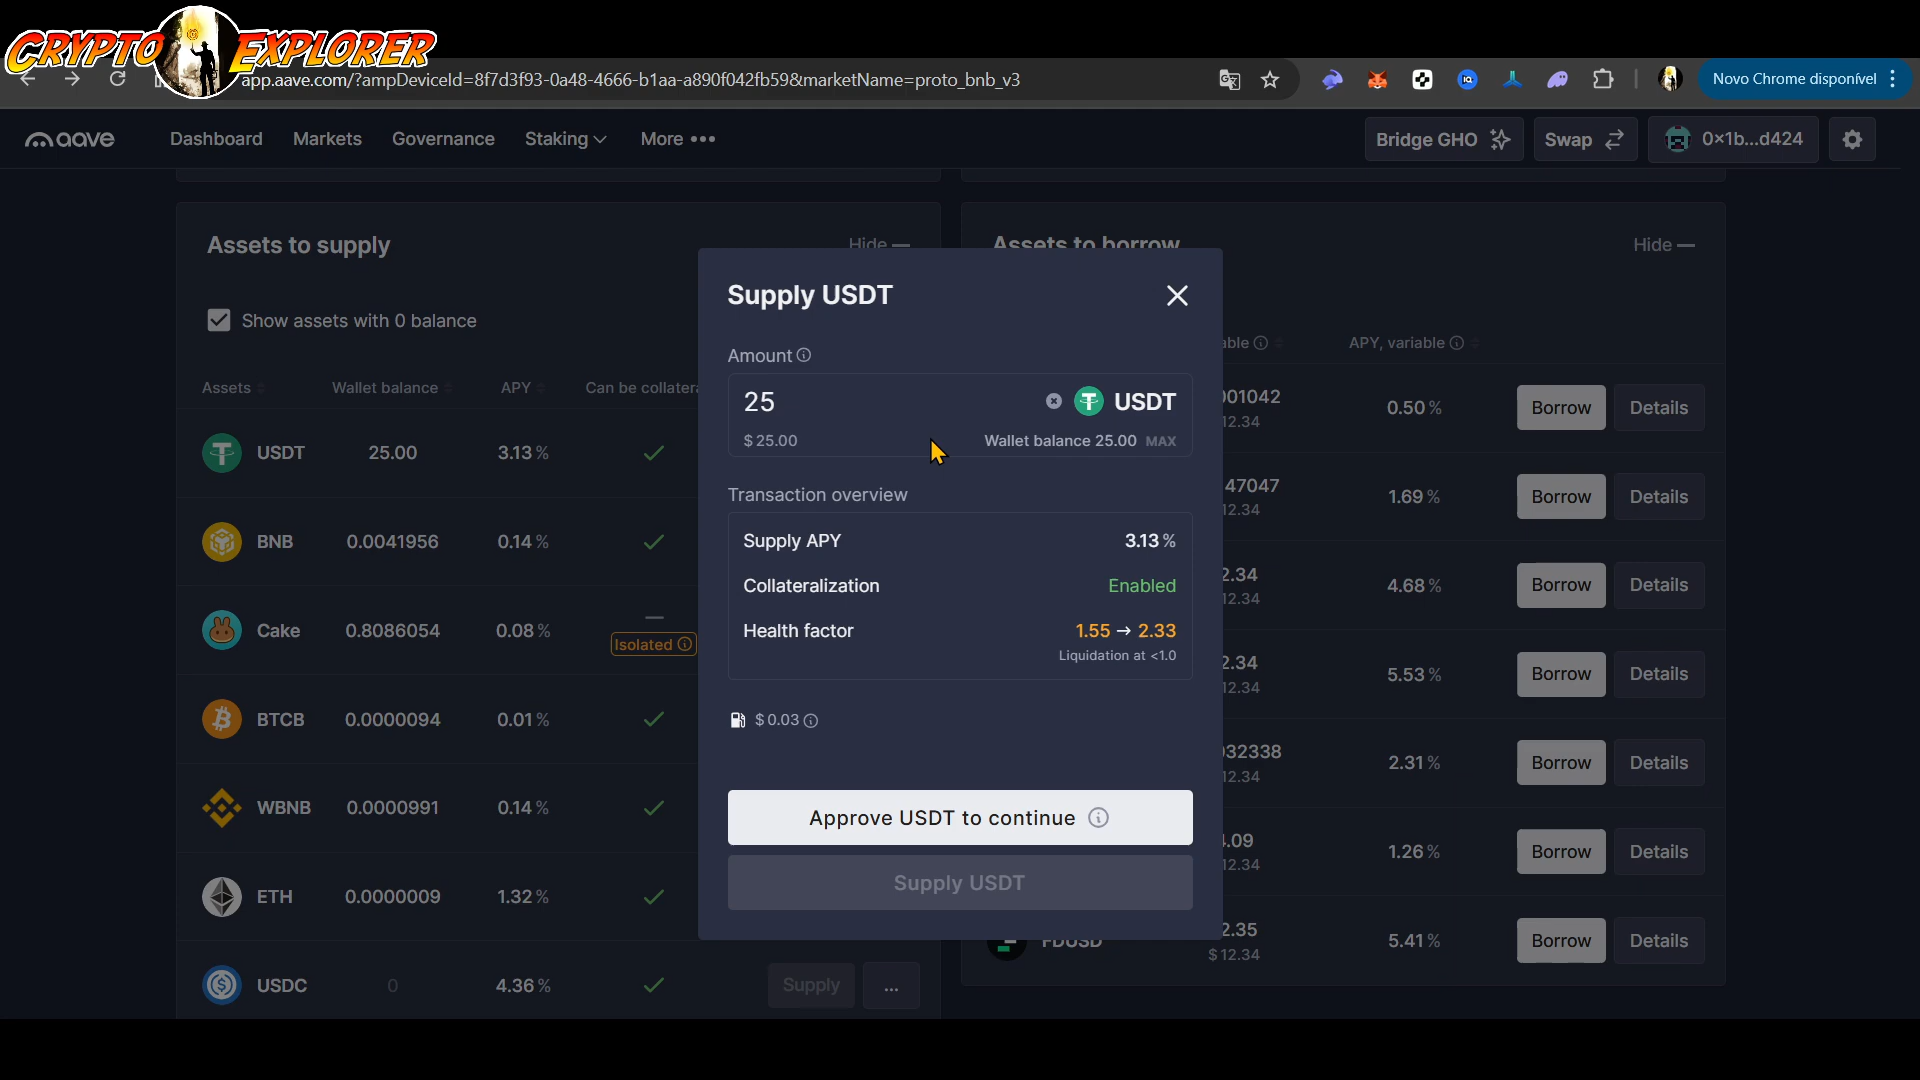 CRYPTO EXPLORER
app.aave.com/?ampDeviceId=8f7d3f93-0a48-4666-b1aa-a890f042fb59&marketName=proto_bnb_v3
Novo Chrome disponível
aave
Dashboard
Markets
Governance
Staking
More
Bridge GHO
Swap
0×1b...d424
Assets to supply
Hide
Show assets with 0 balance
Assets
Wallet balance
APY
USDT 25.00 3.13 %
BNB 0.0041956 0.14 %
Cake 0.8086054 0.08 %
Isolated
BTCB 0.0000094 0.01 %
WBNB 0.0000991 0.14 %
ETH 0.0000009 1.32 %
USDC 0 4.36 %
Supply
...
Supply USDT
Amount
25
USDT
$ 25.00
Wallet balance 25.00 MAX
Transaction overview
Supply APY 3.13 %
Collateralization Enabled
Health factor 1.55 → 2.33
Liquidation at <1.0
$ 0.03
Approve USDT to continue
Supply USDT
Assets to borrow
Hide
APY, variable
0.50 % Borrow Details
1.69 % Borrow Details
4.68 % Borrow Details
5.53 % Borrow Details
2.31 % Borrow Details
1.26 % Borrow Details
FDUSD 5.41 % Borrow Details
$ 12.34